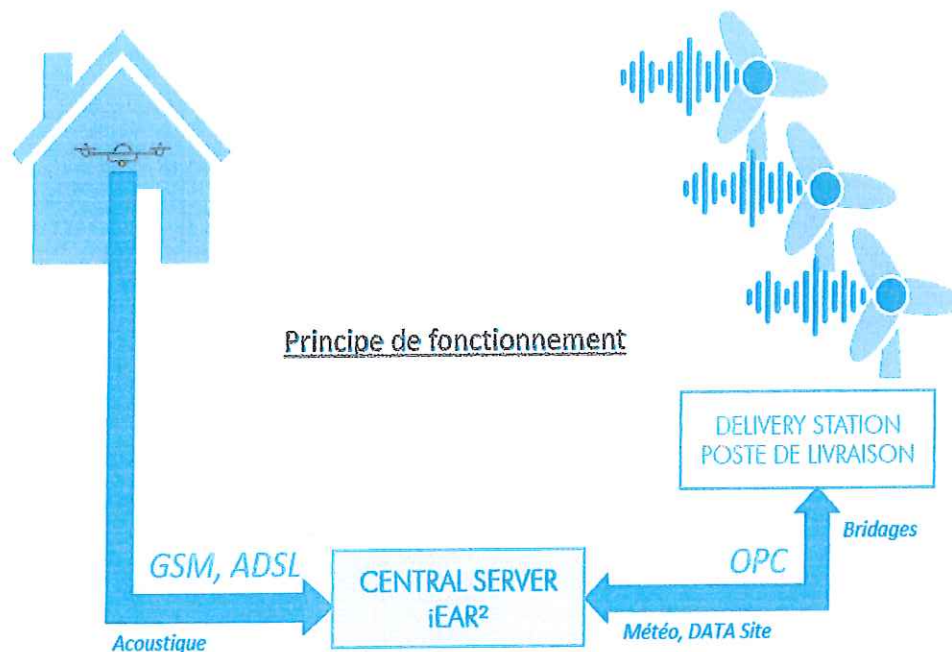 Principe de fonctionnement
DELIVERY STATION
POSTE DE LIVRAISON
Bridages
GSM, ADSL
OPC
CENTRAL SERVER
iEAR²
Acoustique
Météo, DATA Site